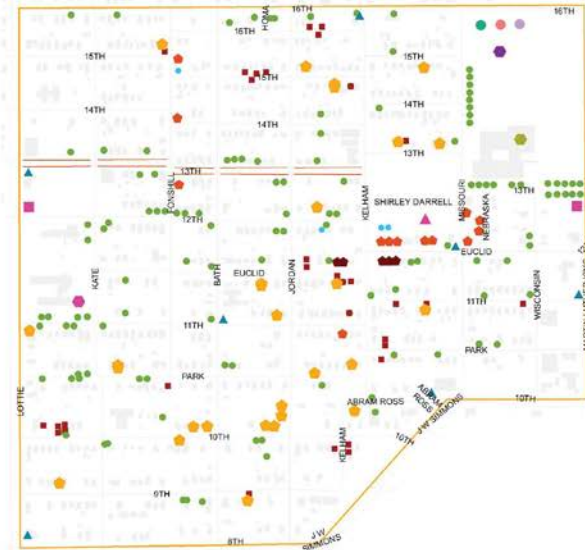 16TH
HOMA
16TH
16TH
15TH
15TH
14TH
14TH
14TH
13TH
13TH
13TH
FONSHILL
KELHAM
SHIRLEY DARRELL
MISSOURI
NEBRASKA
12TH
12TH
EUCLID
EUCLID
KATE
BATH
JORDAN
11TH
11TH
WISCONSIN
PARK
PARK
LOTTIE
ABRAM ROSS
ABRAM
ROSS
J W SIMMONS
10TH
10TH
10TH
KELHAM
9TH
8TH
J W
SIMMONS